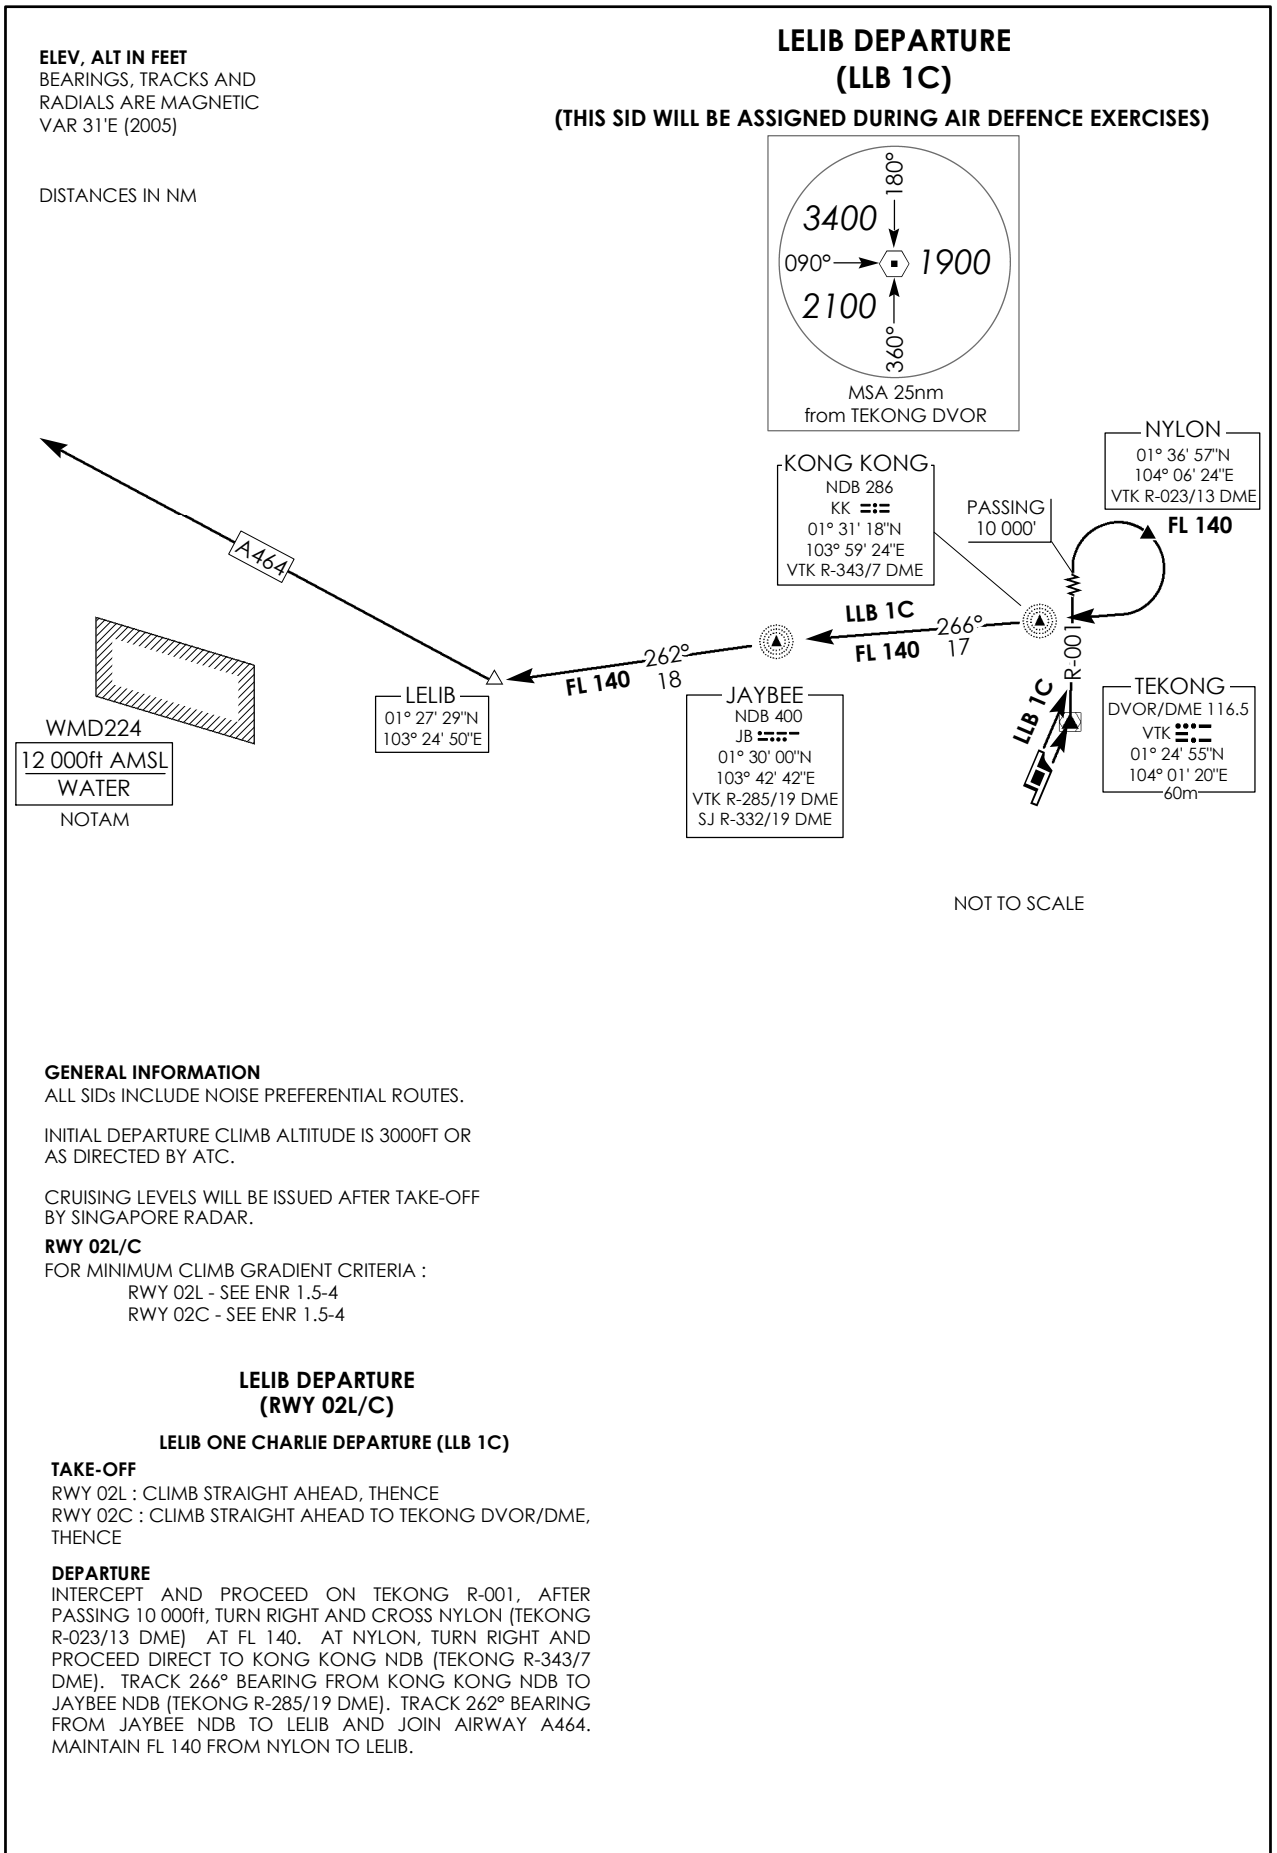 ELEV, ALT IN FEET
BEARINGS, TRACKS AND
RADIALS ARE MAGNETIC
VAR 31'E (2005)
DISTANCES IN NM
LELIB DEPARTURE
(LLB 1C)
(THIS SID WILL BE ASSIGNED DURING AIR DEFENCE EXERCISES)
180°
3400
090°
1900
2100
360°
MSA 25nm
from TEKONG DVOR
NYLON
01° 36' 57"N
104° 06' 24"E
VTK R-023/13 DME
FL 140
KONG KONG
NDB 286
KK
01° 31' 18"N
103° 59' 24"E
VTK R-343/7 DME
PASSING
10 000'
A464
LLB 1C
266°
FL 140 17
262°
FL 140 18
R-001
LLB 1C
LELIB
01° 27' 29"N
103° 24' 50"E
JAYBEE
NDB 400
JB
01° 30' 00"N
103° 42' 42"E
VTK R-285/19 DME
SJ R-332/19 DME
TEKONG
DVOR/DME 116.5
VTK
01° 24' 55"N
104° 01' 20"E
60m
WMD224
12 000ft AMSL
WATER
NOTAM
NOT TO SCALE
GENERAL INFORMATION
ALL SIDs INCLUDE NOISE PREFERENTIAL ROUTES.
INITIAL DEPARTURE CLIMB ALTITUDE IS 3000FT OR
AS DIRECTED BY ATC.
CRUISING LEVELS WILL BE ISSUED AFTER TAKE-OFF
BY SINGAPORE RADAR.
RWY 02L/C
FOR MINIMUM CLIMB GRADIENT CRITERIA :
RWY 02L - SEE ENR 1.5-4
RWY 02C - SEE ENR 1.5-4
LELIB DEPARTURE
(RWY 02L/C)
LELIB ONE CHARLIE DEPARTURE (LLB 1C)
TAKE-OFF
RWY 02L : CLIMB STRAIGHT AHEAD, THENCE
RWY 02C : CLIMB STRAIGHT AHEAD TO TEKONG DVOR/DME,
THENCE
DEPARTURE
INTERCEPT AND PROCEED ON TEKONG R-001, AFTER
PASSING 10 000ft, TURN RIGHT AND CROSS NYLON (TEKONG
R-023/13 DME) AT FL 140. AT NYLON, TURN RIGHT AND
PROCEED DIRECT TO KONG KONG NDB (TEKONG R-343/7
DME). TRACK 266° BEARING FROM KONG KONG NDB TO
JAYBEE NDB (TEKONG R-285/19 DME). TRACK 262° BEARING
FROM JAYBEE NDB TO LELIB AND JOIN AIRWAY A464.
MAINTAIN FL 140 FROM NYLON TO LELIB.